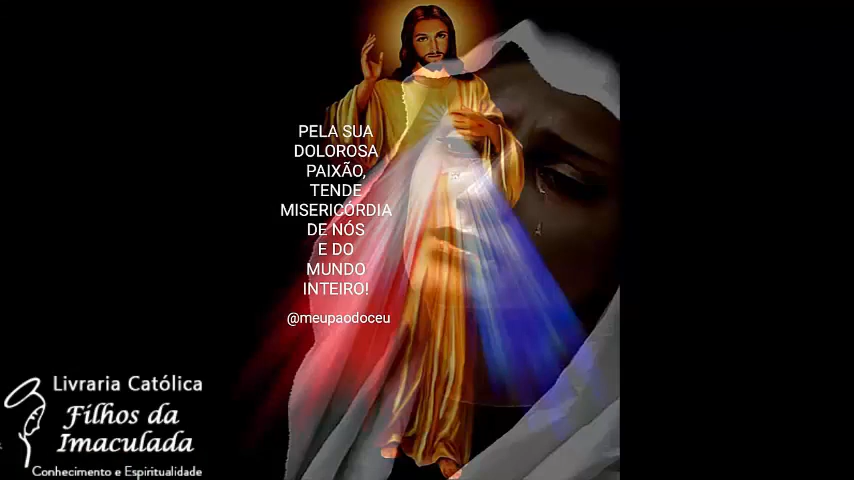 PELA SUA
DOLOROSA
PAIXÃO,
TENDE
MISERICÓRDIA
DE NÓS
E DO
MUNDO
INTEIRO!
@meupaodoceu
Livraria Católica
Filhos da
Imaculada
Conhecimento e Espiritualidade